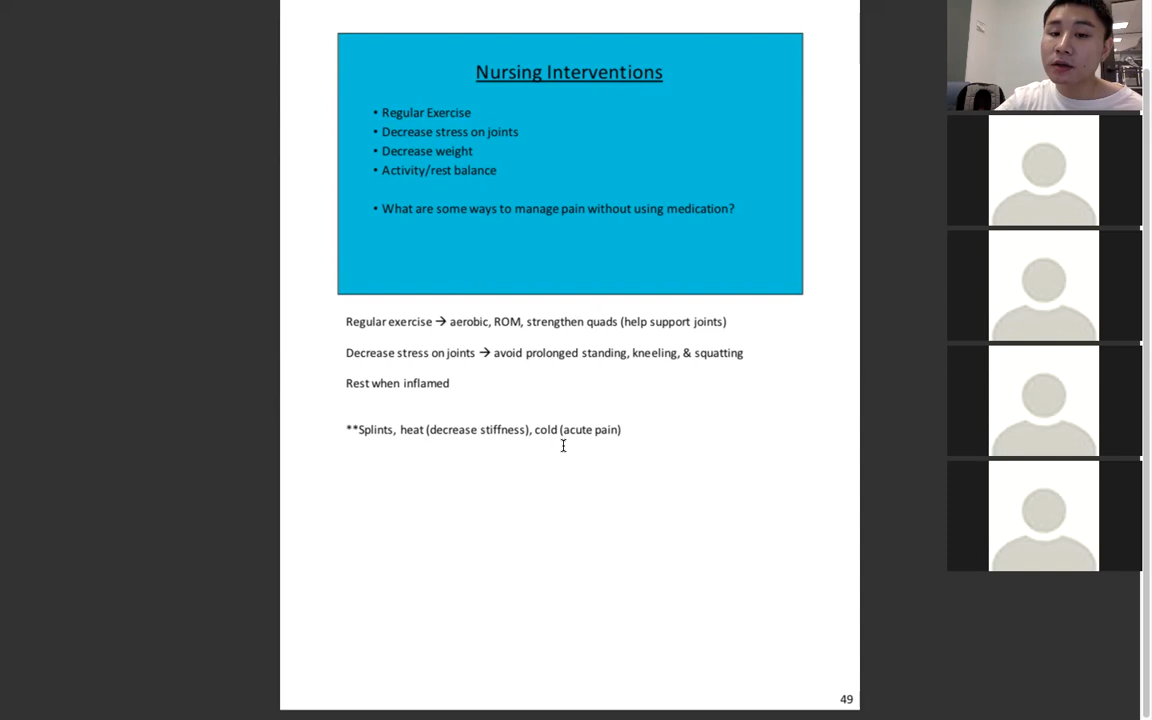 Nursing Interventions
• Regular Exercise
• Decrease stress on joints
• Decrease weight
• Activity/rest balance
• What are some ways to manage pain without using medication?
Regular exercise → aerobic, ROM, strengthen quads (help support joints)
Decrease stress on joints → avoid prolonged standing, kneeling, & squatting
Rest when inflamed
**Splints, heat (decrease stiffness), cold (acute pain)
49